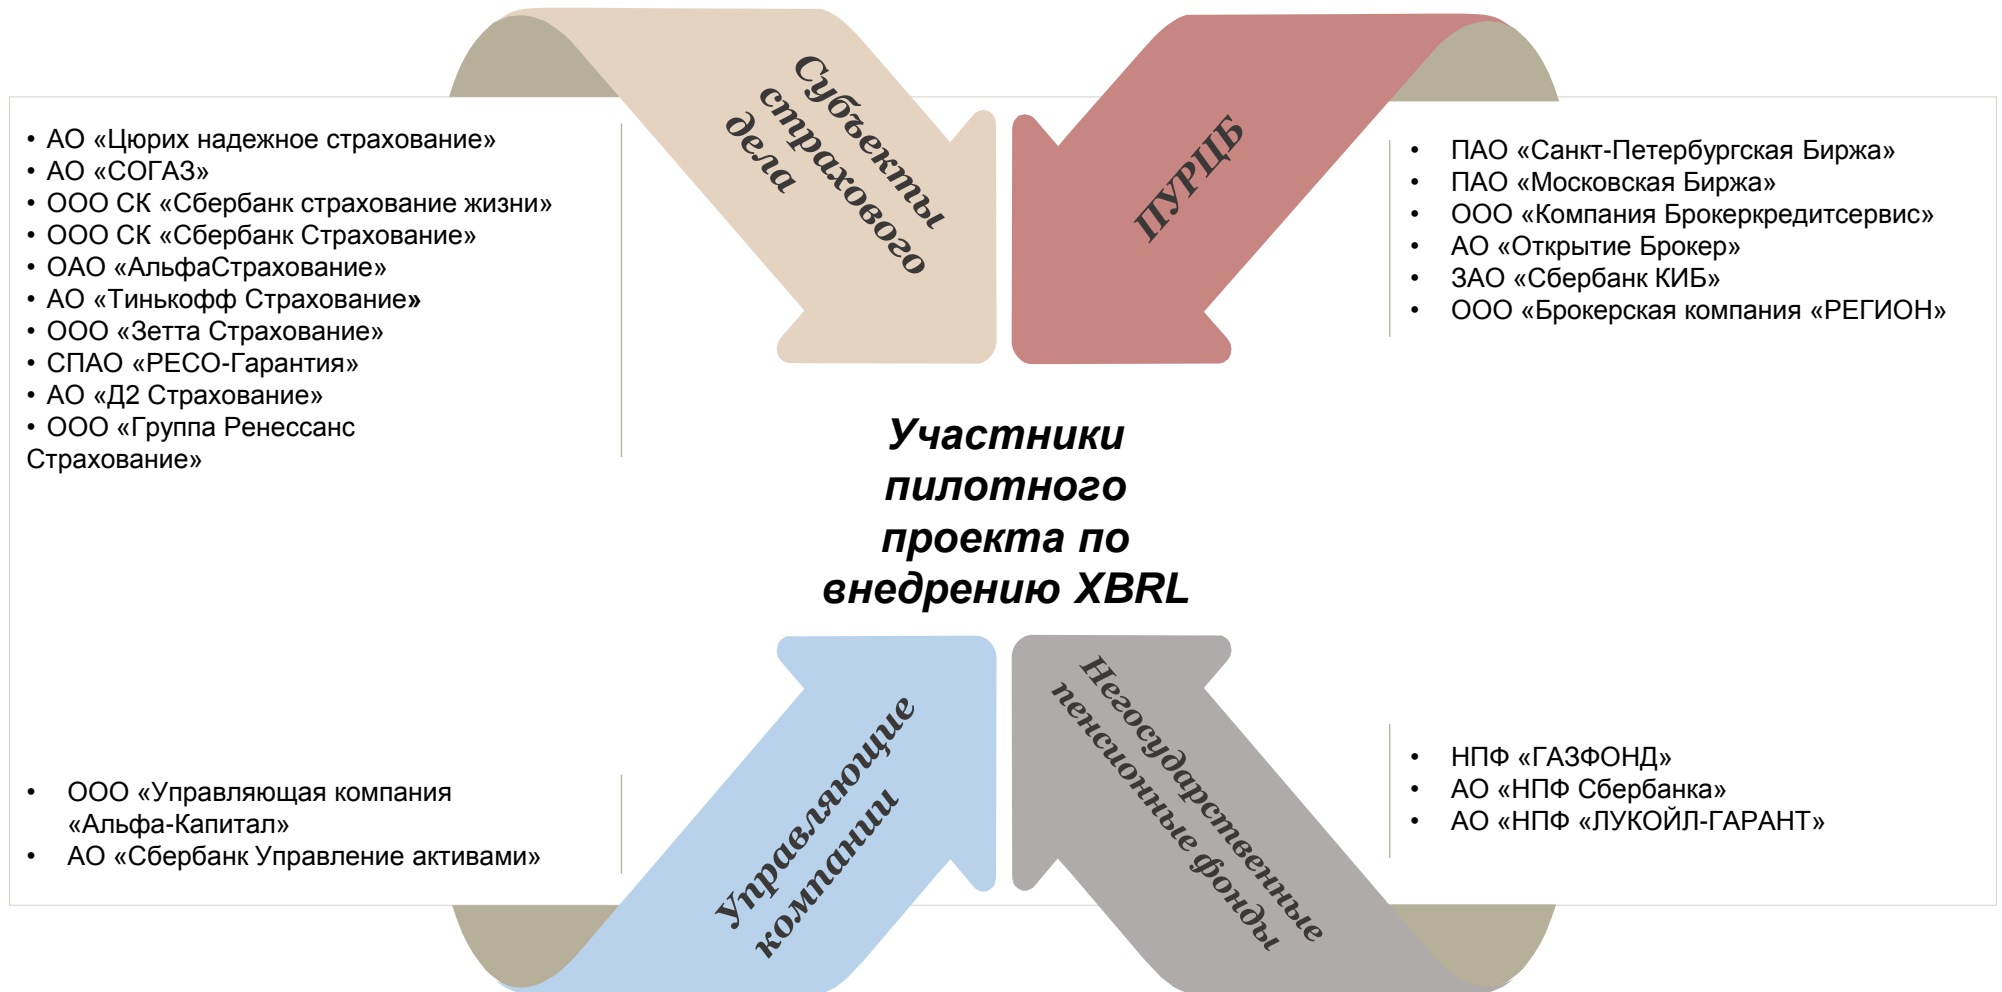 Субъекты
страхового
дела
• АО «Цюрих надежное страхование»
• АО «СОГАЗ»
• ООО СК «Сбербанк страхование жизни»
• ООО СК «Сбербанк Страхование»
• ОАО «АльфаСтрахование»
• АО «Тинькофф Страхование»
• ООО «Зетта Страхование»
• СПАО «РЕСО-Гарантия»
• АО «Д2 Страхование»
• ООО «Группа Ренессанс
Страхование»
ПУРЦБ
• ПАО «Санкт-Петербургская Биржа»
• ПАО «Московская Биржа»
• ООО «Компания Брокеркредитсервис»
• АО «Открытие Брокер»
• ЗАО «Сбербанк КИБ»
• ООО «Брокерская компания «РЕГИОН»
Участники
пилотного
проекта по
внедрению XBRL
Управляющие
компании
• ООО «Управляющая компания
«Альфа-Капитал»
• АО «Сбербанк Управление активами»
Негосударственные
пенсионные фонды
• НПФ «ГАЗФОНД»
• АО «НПФ Сбербанка»
• АО «НПФ «ЛУКОЙЛ-ГАРАНТ»